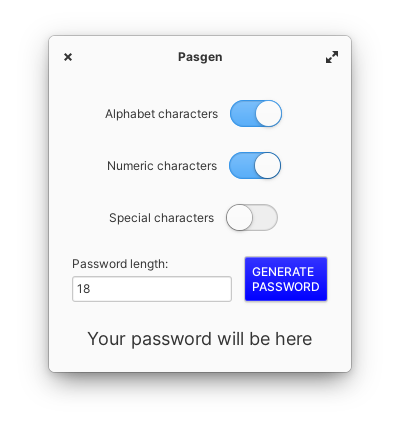 Pasgen
Alphabet characters
Numeric characters
Special characters
Password length:
18
GENERATE
PASSWORD
Your password will be here